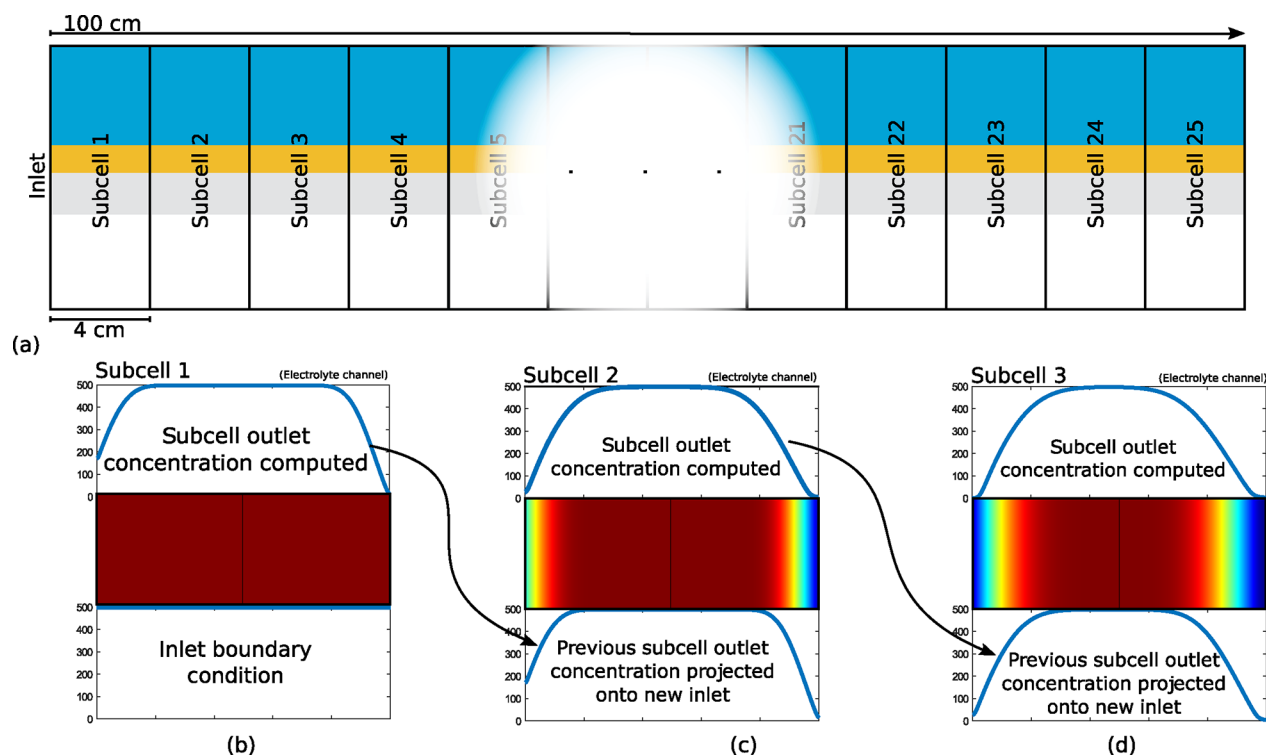 100 cm
Inlet
Subcell 1
Subcell 2
Subcell 3
Subcell 4
Subcell 5
Subcell 21
Subcell 22
Subcell 23
Subcell 24
Subcell 25
4 cm
(a)
Subcell 1
(Electrolyte channel)
500
400
300
200
100
0
Subcell outlet
concentration computed
500
400
300
200
100
0
Inlet boundary
condition
(b)
Subcell 2
(Electrolyte channel)
500
400
300
200
100
0
Subcell outlet
concentration computed
500
400
300
200
100
0
Previous subcell outlet
concentration projected
onto new inlet
(c)
Subcell 3
(Electrolyte channel)
500
400
300
200
100
0
Subcell outlet
concentration computed
500
400
300
200
100
0
Previous subcell outlet
concentration projected
onto new inlet
(d)